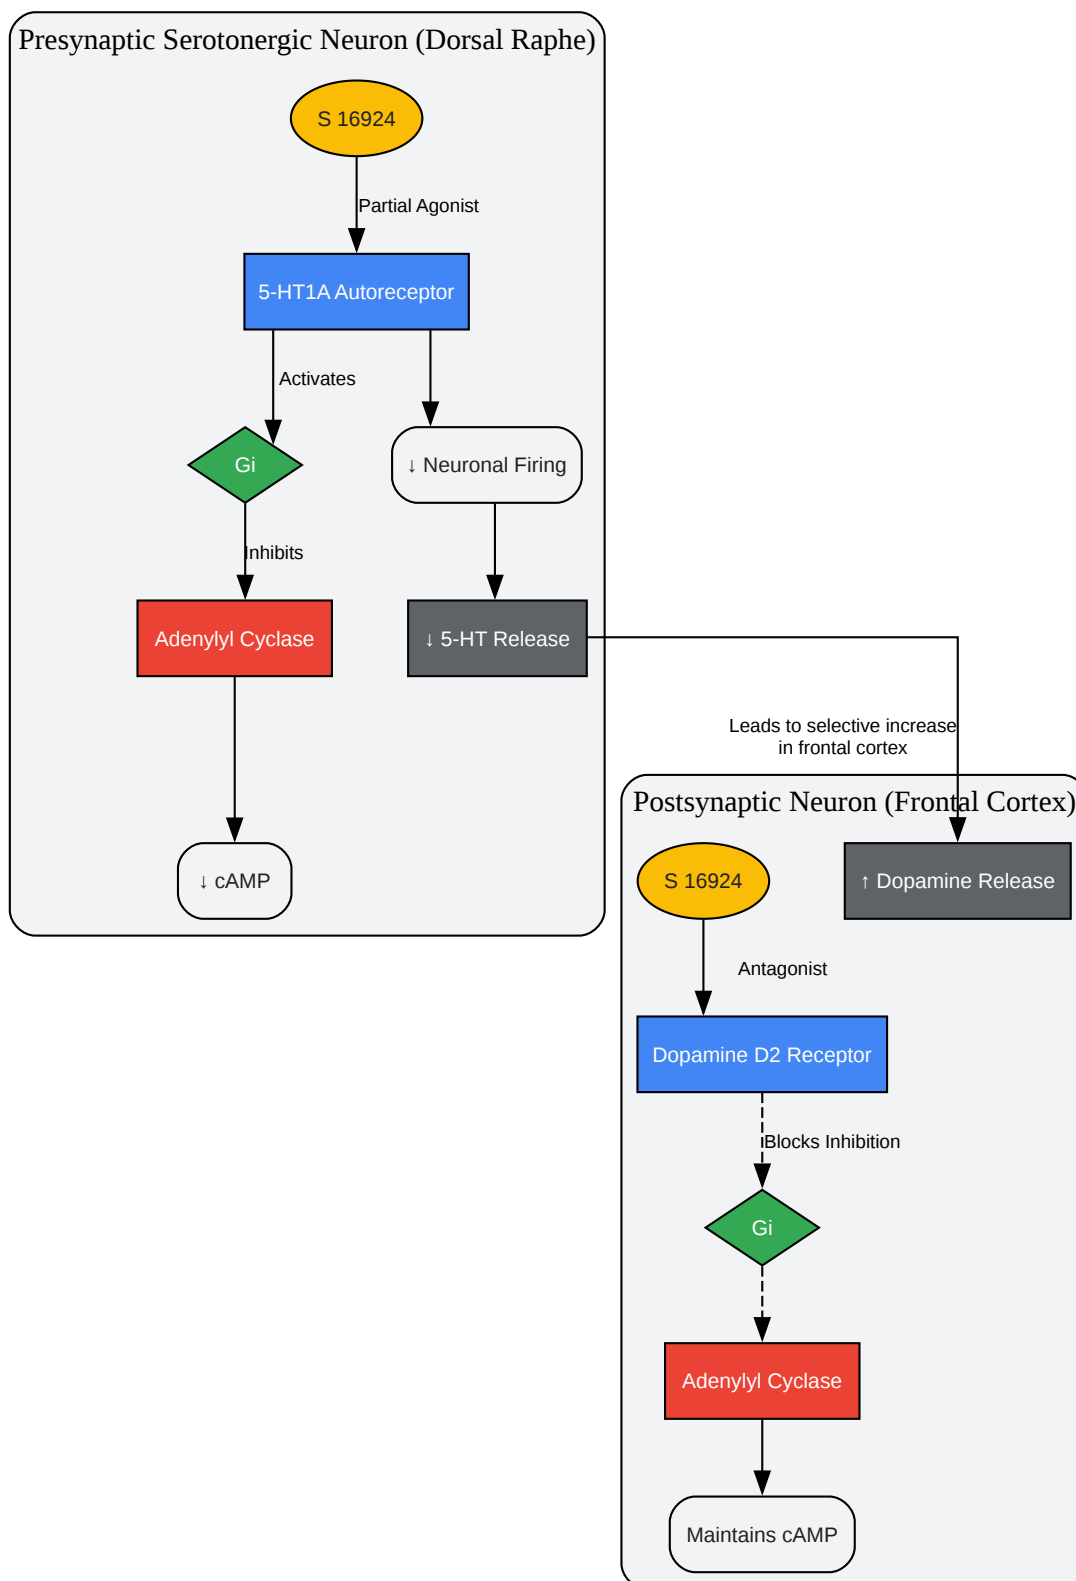 Presynaptic Serotonergic Neuron (Dorsal Raphe)
S 16924
Partial Agonist
5-HT1A Autoreceptor
Activates
Gi
↓ Neuronal Firing
Inhibits
Adenylyl Cyclase
↓ 5-HT Release
↓ cAMP
Leads to selective increase
in frontal cortex
Postsynaptic Neuron (Frontal Cortex)
S 16924
↑ Dopamine Release
Antagonist
Dopamine D2 Receptor
Blocks Inhibition
Gi
Adenylyl Cyclase
Maintains cAMP